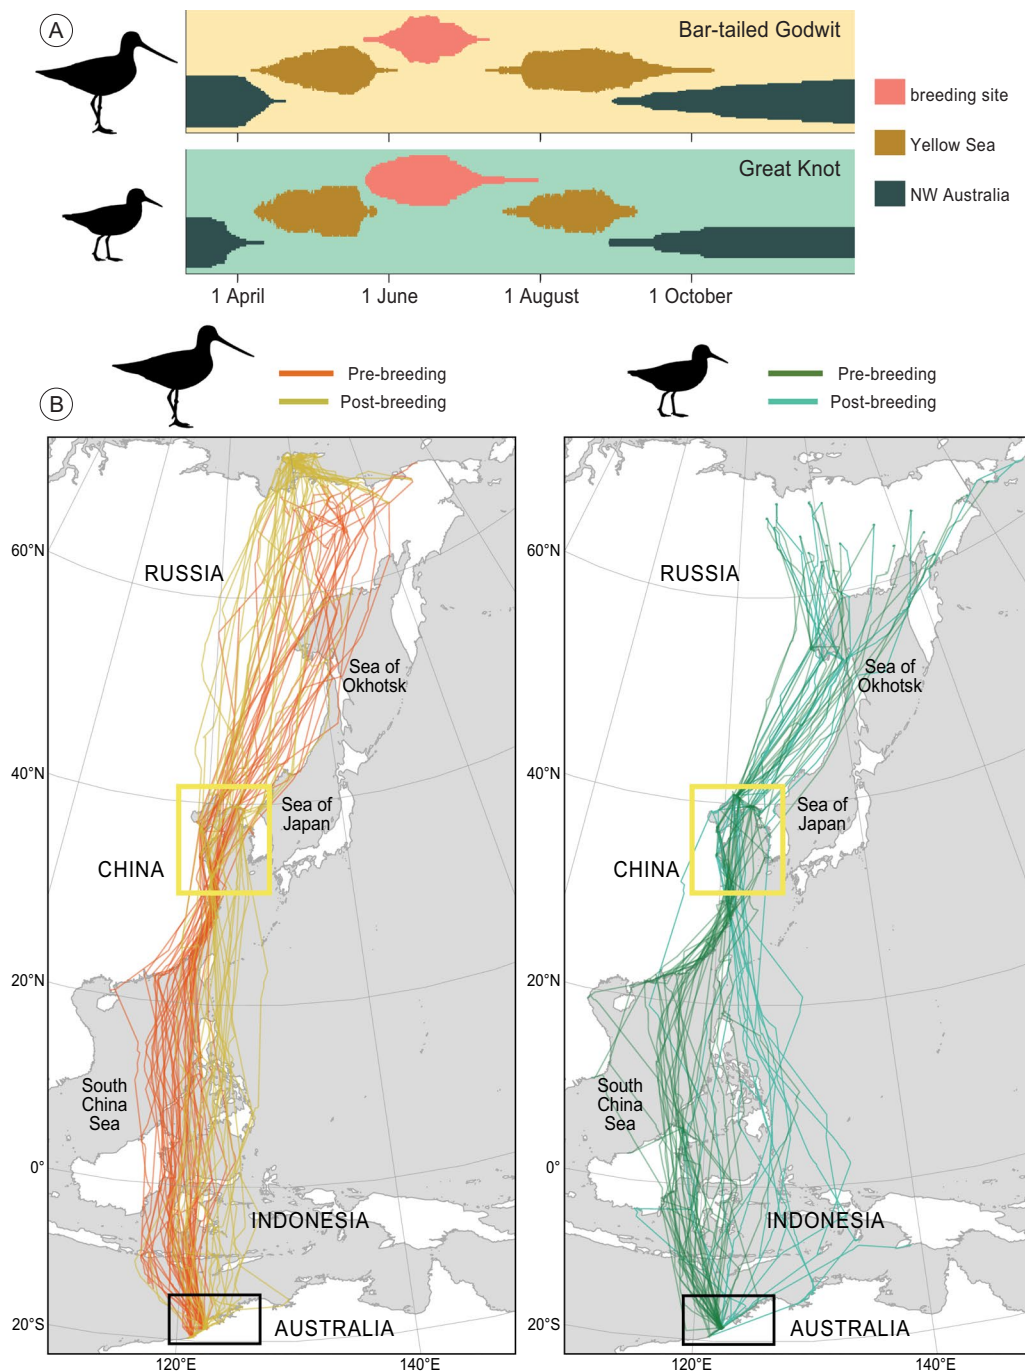 A
Bar-tailed Godwit
breeding site
Yellow Sea
NW Australia
Great Knot
1 April
1 June
1 August
1 October
B
Pre-breeding
Post-breeding
Pre-breeding
Post-breeding
60°N
40°N
20°N
0°
20°S
RUSSIA
Sea of
Okhotsk
Sea of
Japan
CHINA
South
China
Sea
INDONESIA
AUSTRALIA
120°E
140°E
60°N
40°N
20°N
0°
20°S
RUSSIA
Sea of
Okhotsk
Sea of
Japan
CHINA
South
China
Sea
INDONESIA
AUSTRALIA
120°E
140°E